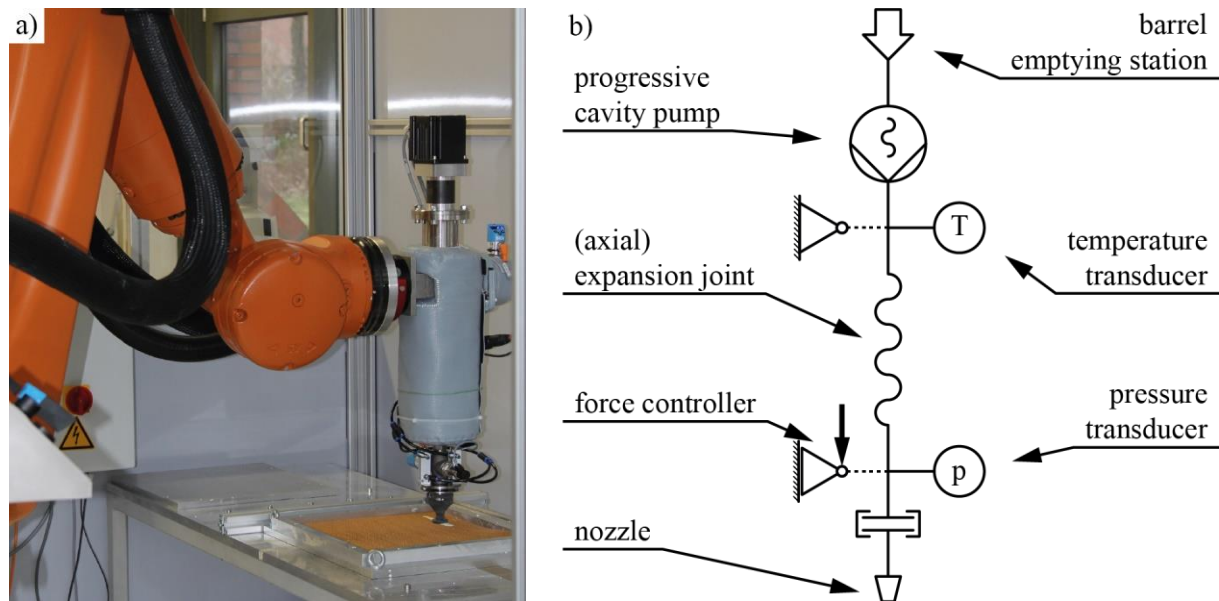 a)
b)
barrel
emptying station
progressive
cavity pump
T
(axial)
expansion joint
temperature
transducer
force controller
pressure
transducer
p
nozzle